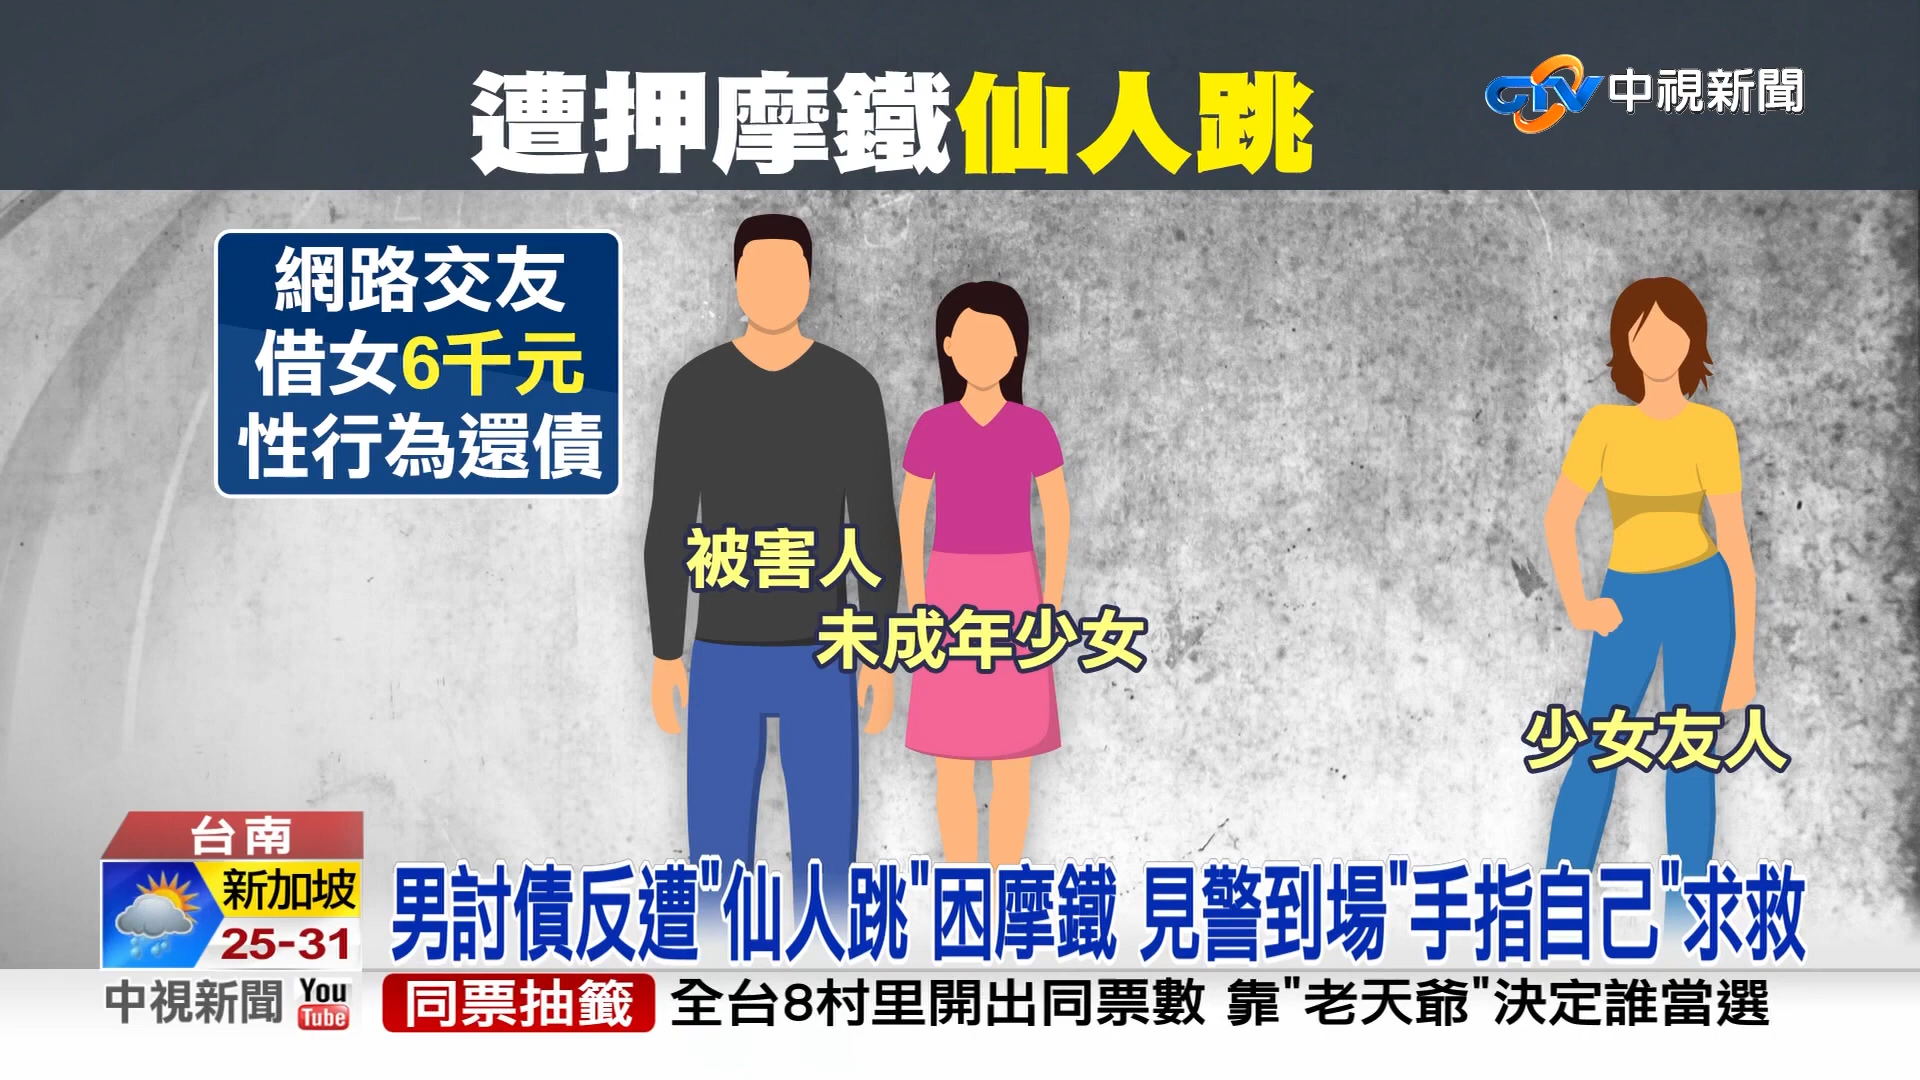 遭押摩鐵仙人跳
CTV中視新聞
網路交友
借女6千元
性行為還債
被害人
未成年少女
少女友人
台南
新加坡
25-31
男討債反遭"仙人跳"困摩鐵 見警到場"手指自己"求救
中視新聞 You Tube
同票抽籤 全台8村里開出同票數 靠"老天爺"決定誰當選